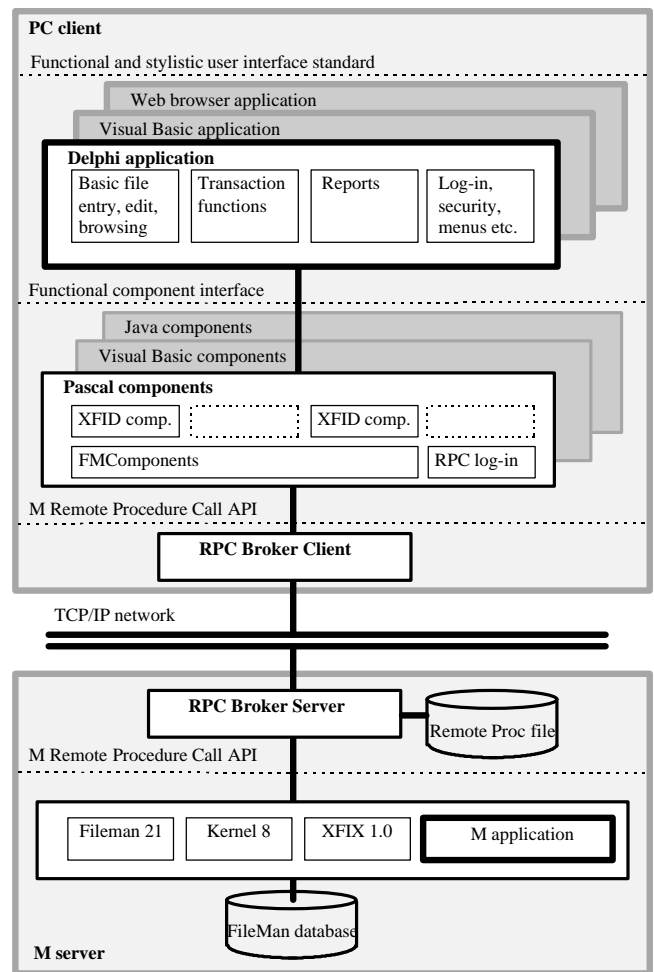 PC client
Functional and stylistic user interface standard
Web browser application
Visual Basic application
Delphi application
Basic file
entry, edit,
browsing
Transaction
functions
Reports
Log-in,
security,
menus etc.
Functional component interface
Java components
Visual Basic components
Pascal components
XFID comp.
XFID comp.
FMComponents
RPC log-in
M Remote Procedure Call API
RPC Broker Client
TCP/IP network
RPC Broker Server
Remote Proc file
M Remote Procedure Call API
Fileman 21
Kernel 8
XFIX 1.0
M application
FileMan database
M server